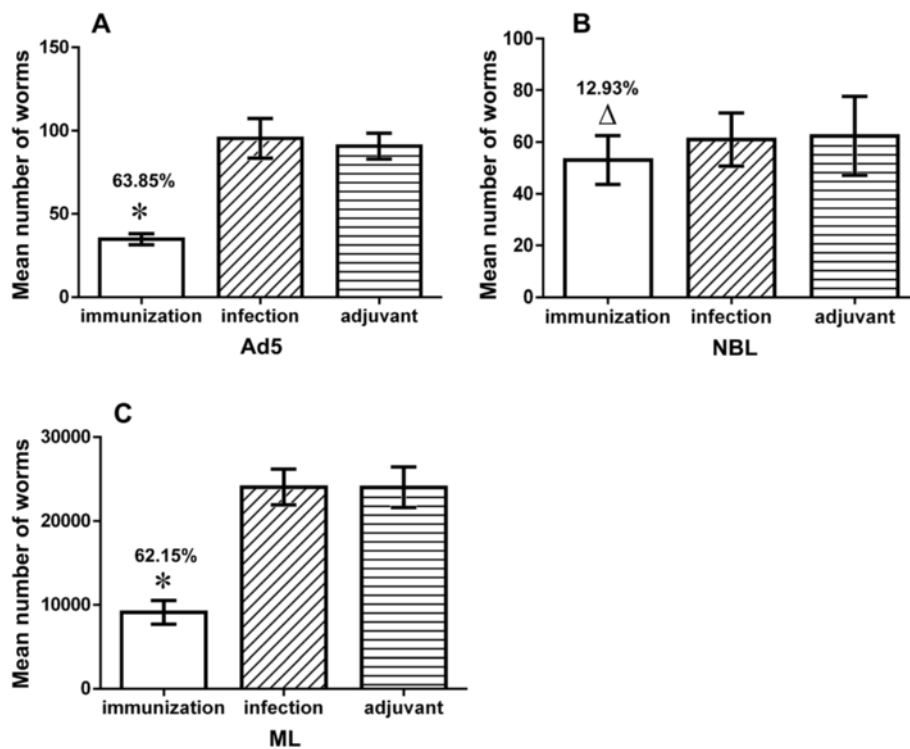 A
Mean number of worms
150
100
50
0
63.85%
*
immunization infection adjuvant
Ad5
B
Mean number of worms
100
80
60
40
20
0
12.93%
Δ
immunization infection adjuvant
NBL
C
Mean number of worms
30000
20000
10000
0
62.15%
*
immunization infection adjuvant
ML